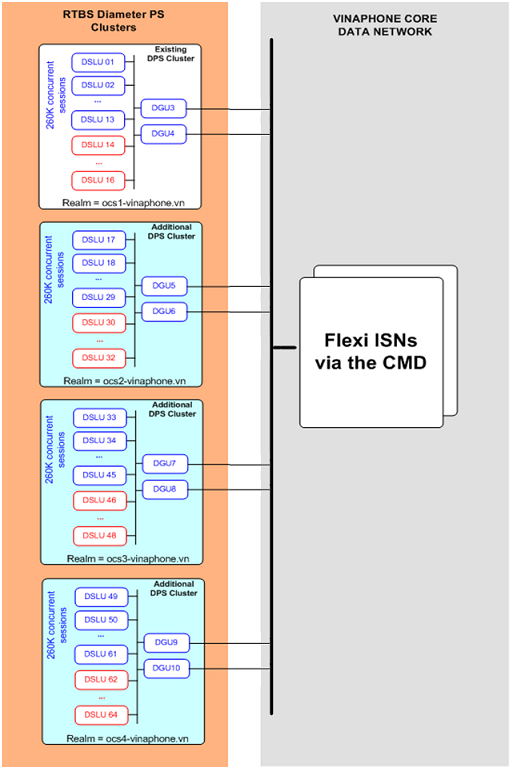 RTBS Diameter PS
Clusters
VINAPHONE CORE
DATA NETWORK
Existing
DPS Cluster
260K concurrent
sessions
DSLU 01
DSLU 02
...
DSLU 13
DSLU 14
...
DSLU 16
DGU3
DGU4
Realm = ocs1-vinaphone.vn
Additional
DPS Cluster
260K concurrent
sessions
DSLU 17
DSLU 18
...
DSLU 29
DSLU 30
...
DSLU 32
DGU5
DGU6
Realm = ocs2-vinaphone.vn
Additional
DPS Cluster
260K concurrent
sessions
DSLU 33
DSLU 34
...
DSLU 45
DSLU 46
...
DSLU 48
DGU7
DGU8
Realm = ocs3-vinaphone.vn
Additional
DPS Cluster
260K concurrent
sessions
DSLU 49
DSLU 50
...
DSLU 61
DSLU 62
...
DSLU 64
DGU9
DGU10
Realm = ocs4-vinaphone.vn
Flexi ISNs
via the CMD